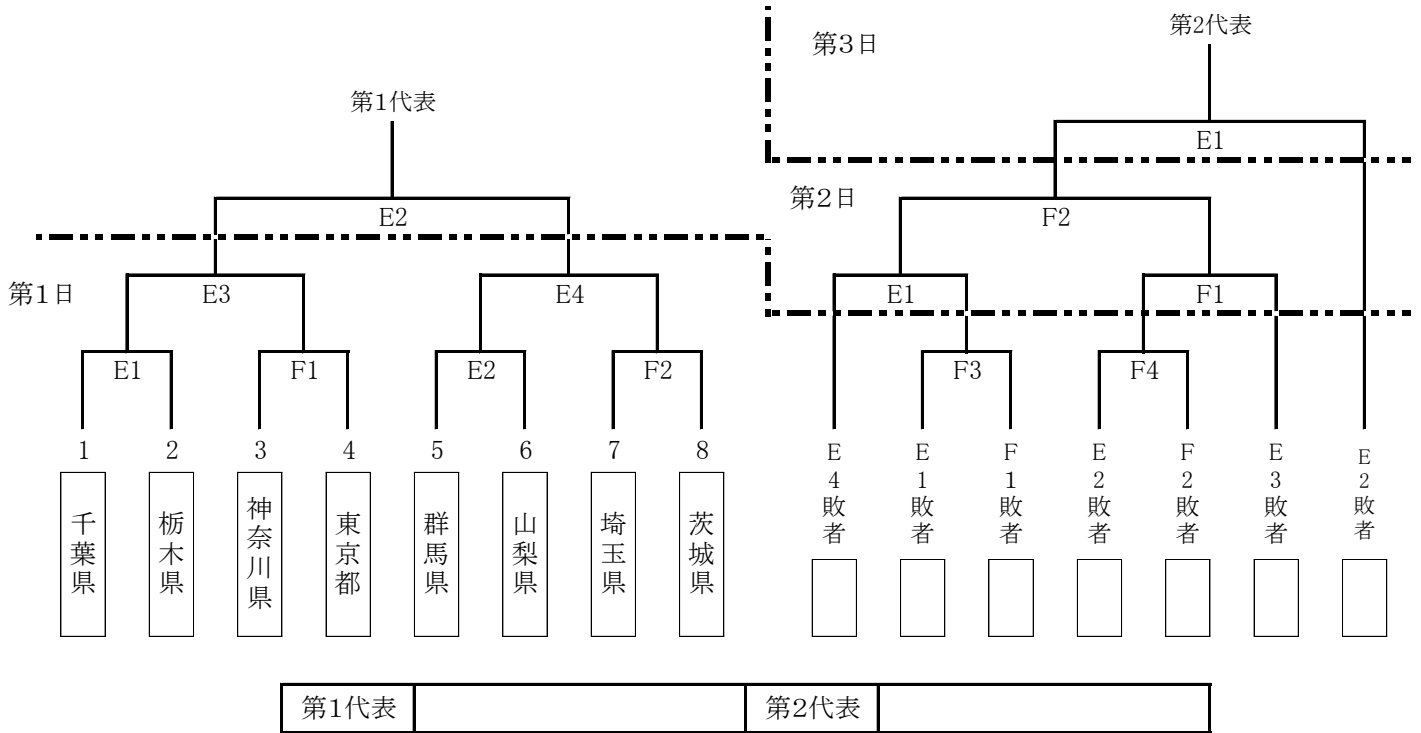 第3日
第2代表
第1代表
E1
第2日
E2
F2
第1日
E3
E4
E1
F1
E1
F1
E2
F2
F3
F4
1
2
3
4
5
6
7
8
千葉県
栃木県
神奈川県
東京都
群馬県
山梨県
埼玉県
茨城県
E4敗者
E1敗者
F1敗者
E2敗者
F2敗者
E3敗者
E2敗者
第1代表
第2代表